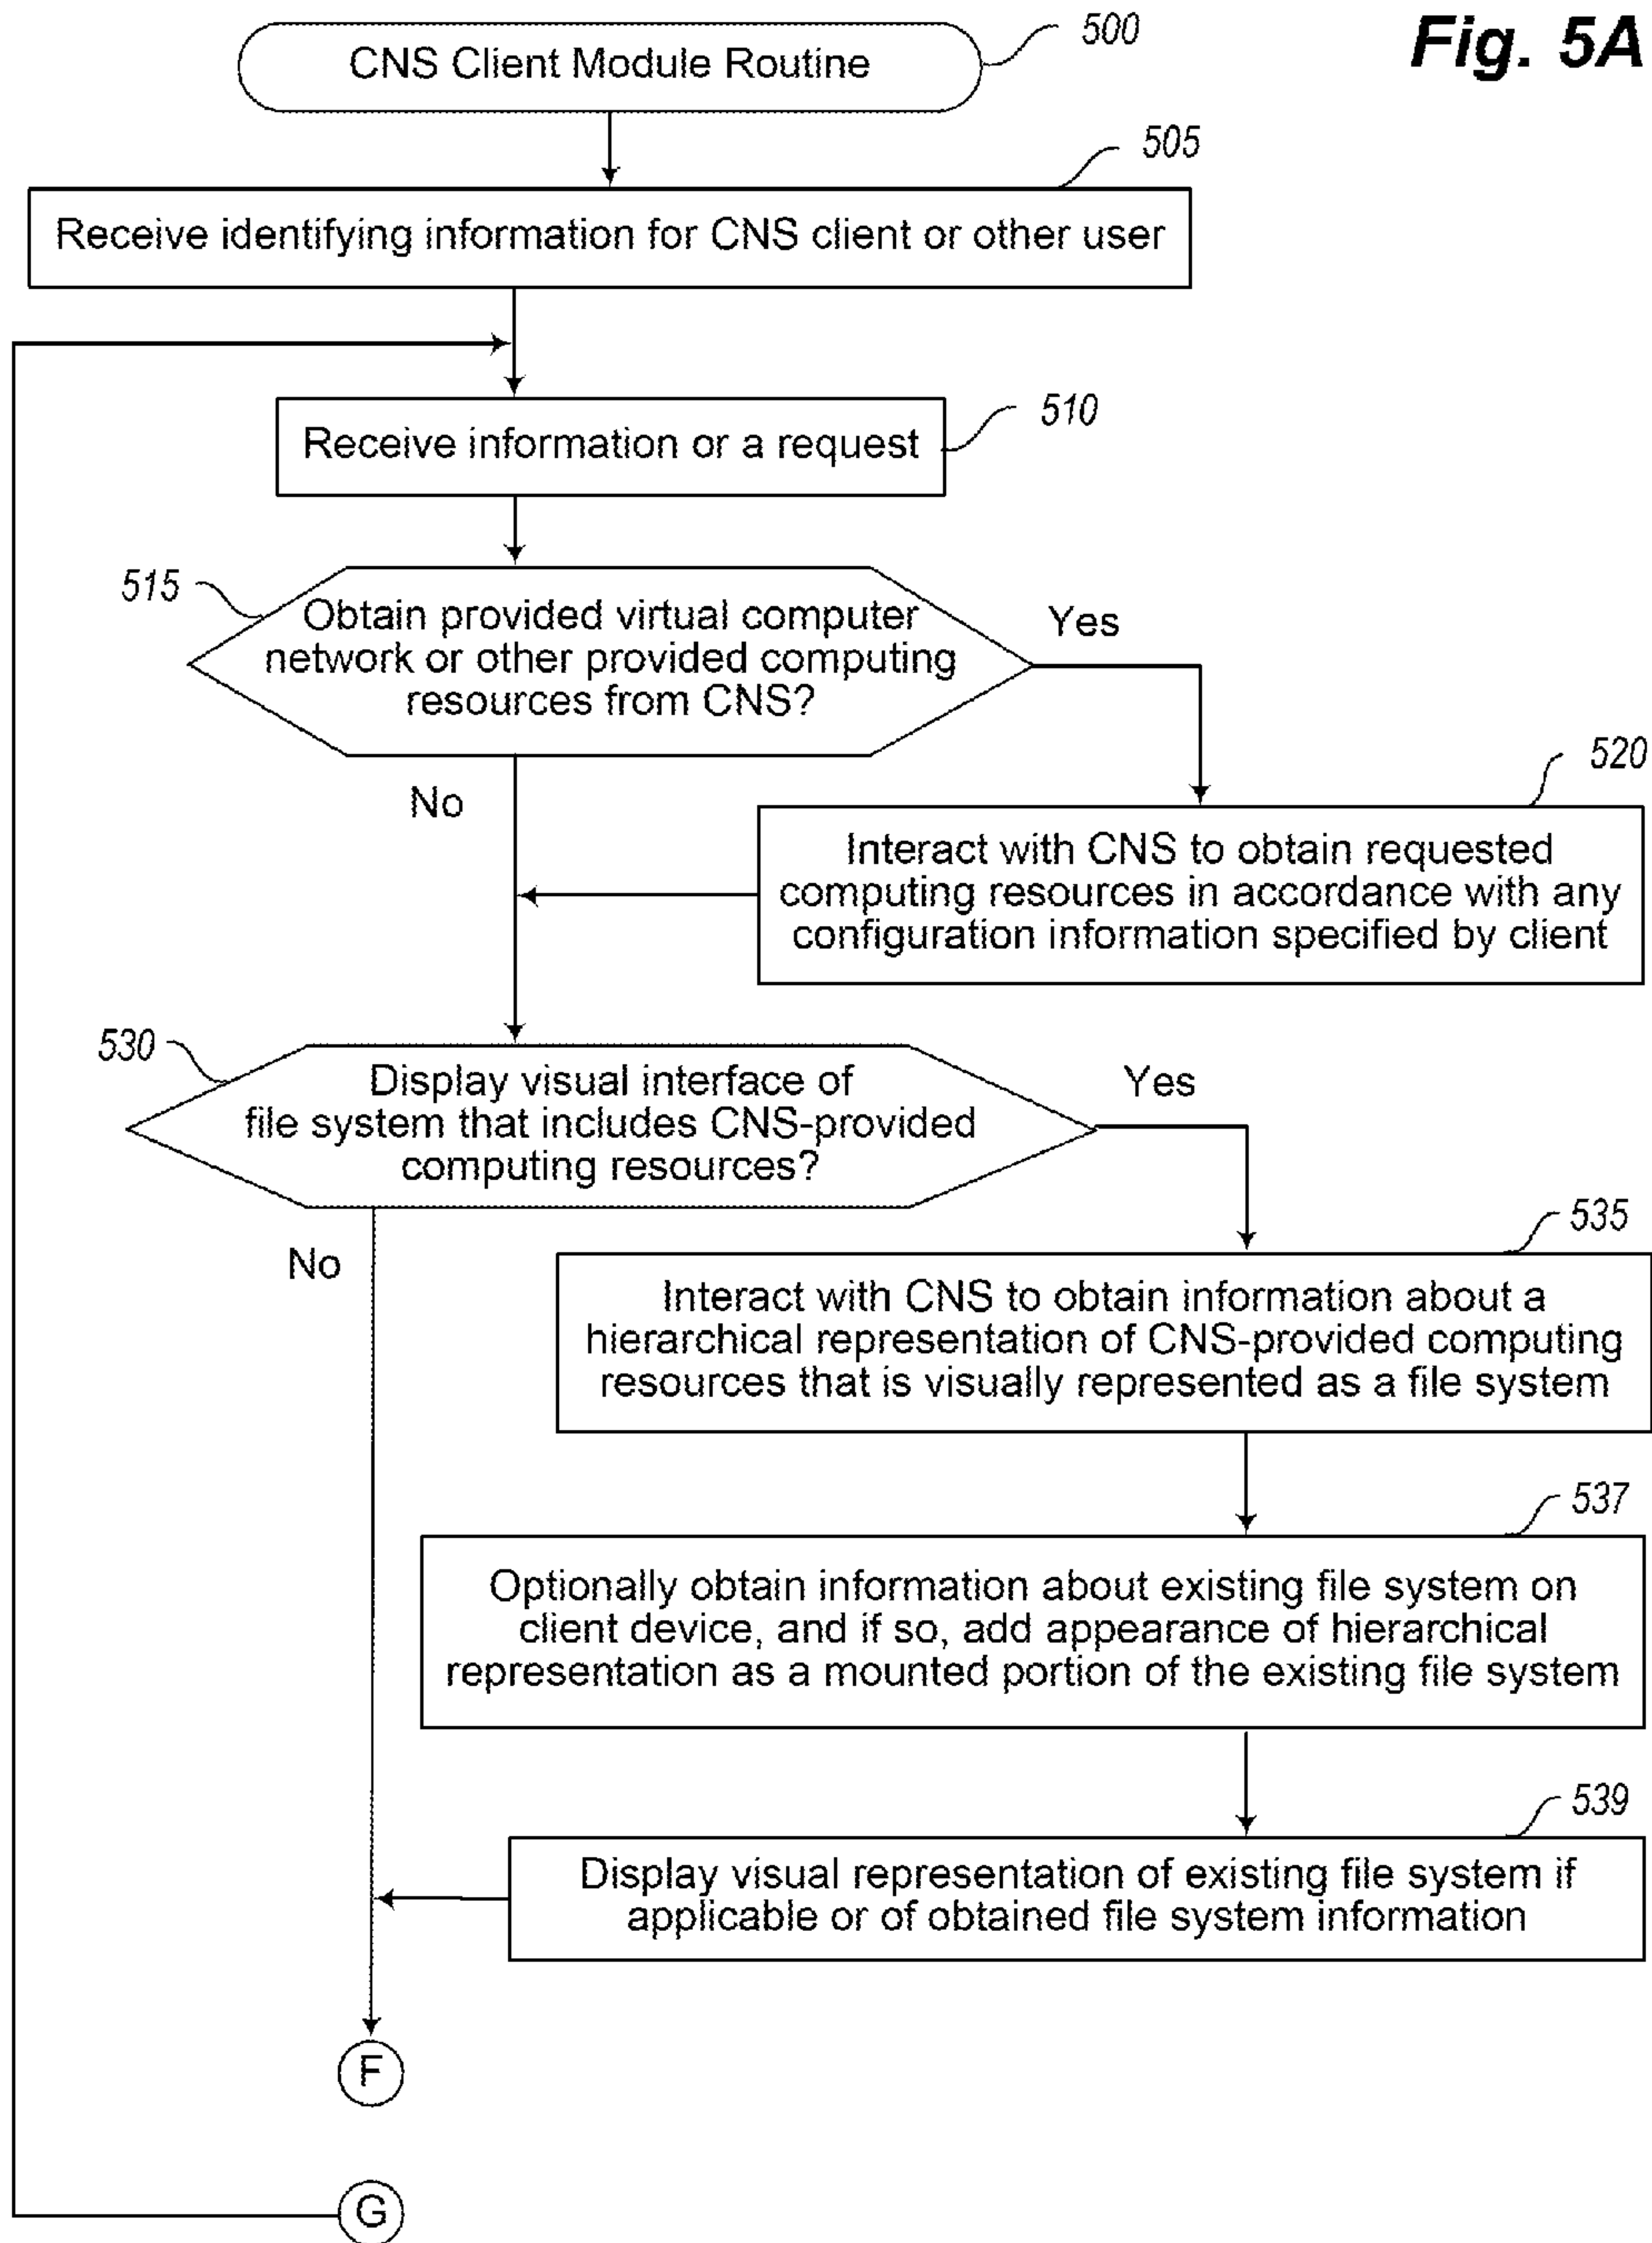 Fig. 5A
CNS Client Module Routine
500
505
Receive identifying information for CNS client or other user
510
Receive information or a request
515
Obtain provided virtual computer
network or other provided computing
resources from CNS?
Yes
No
520
Interact with CNS to obtain requested
computing resources in accordance with any
configuration information specified by client
530
Display visual interface of
file system that includes CNS-provided
computing resources?
Yes
No
535
Interact with CNS to obtain information about a
hierarchical representation of CNS-provided computing
resources that is visually represented as a file system
537
Optionally obtain information about existing file system on
client device, and if so, add appearance of hierarchical
representation as a mounted portion of the existing file system
539
Display visual representation of existing file system if
applicable or of obtained file system information
F
G